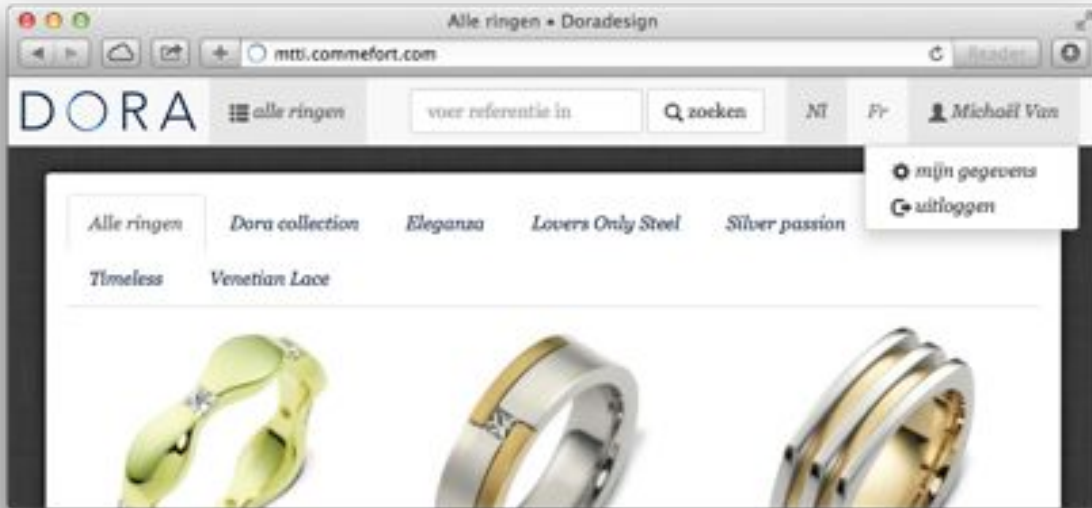 Alle ringen • Doradesign
mtti.commefort.com
Reader
DORA
alle ringen
voer referentie in
zoeken
Nl
Fr
Michaël Van
mijn gegevens
uitloggen
Alle ringen
Dora collection
Eleganza
Lovers Only Steel
Silver passion
Timeless
Venetian Lace